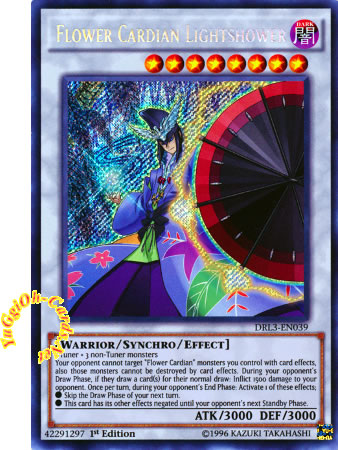 FLOWER CARDIAN LIGHTSHOWER
DARK
闇
DRL3-EN039
[WARRIOR/SYNCHRO/EFFECT]
1 Tuner + 3 non-Tuner monsters
Your opponent cannot target "Flower Cardian" monsters you control with card effects,
also those monsters cannot be destroyed by card effects. During your opponent's
Draw Phase, if they draw a card(s) for their normal draw: Inflict 1500 damage to your
opponent. Once per turn, during your opponent's End Phase: Activate 1 of these effects;
● Skip the Draw Phase of your next turn.
● This card has its other effects negated until your opponent's next Standby Phase.
ATK/3000 DEF/3000
42291297 1st Edition ©1996 KAZUKI TAKAHASHI